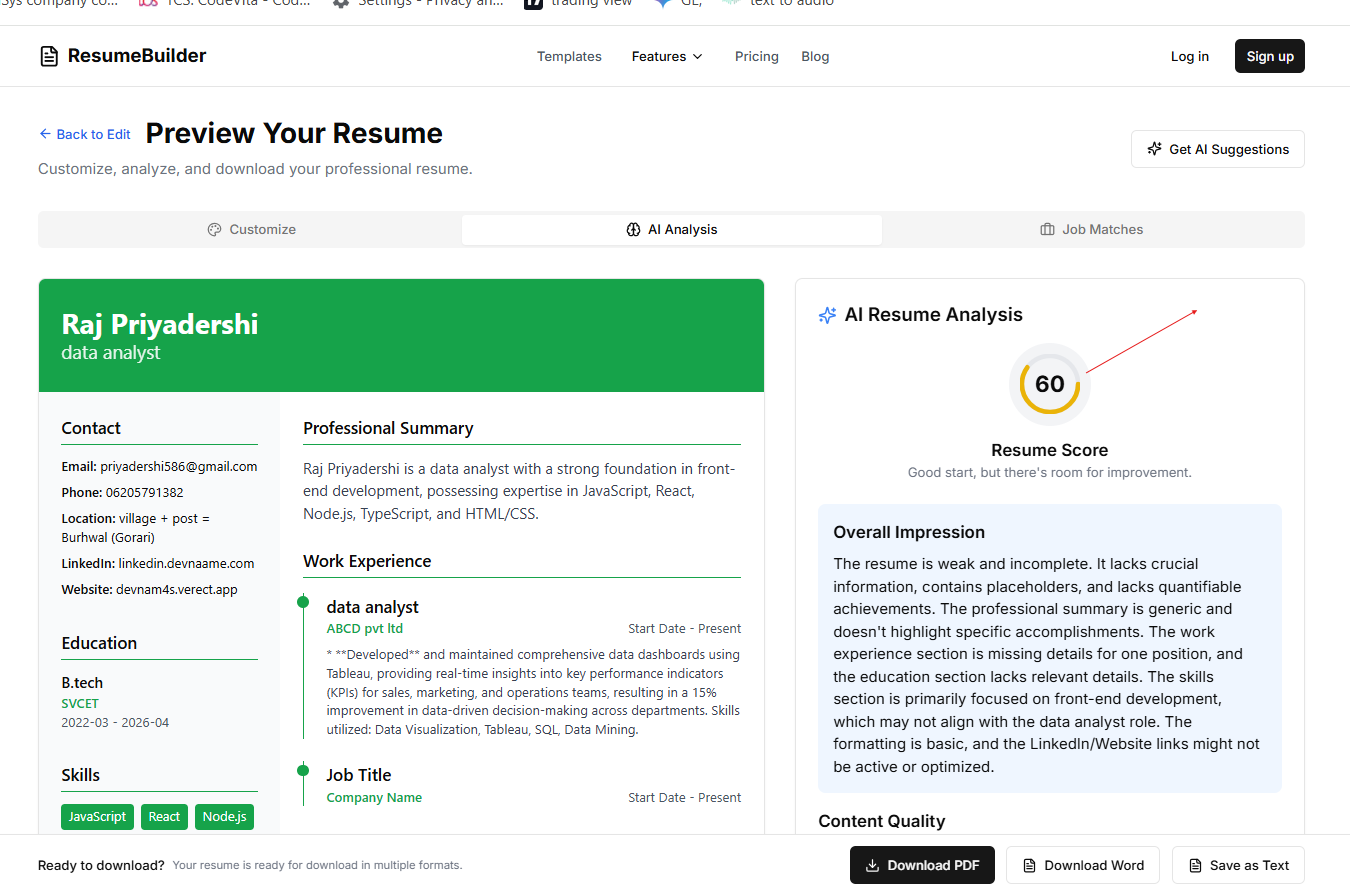 Sys company co...
TCS: CodeVita - Cod...
Settings - Privacy an...
trading view
GL,
text to audio
ResumeBuilder
Templates
Features
Pricing
Blog
Log in
Sign up
Back to Edit
Preview Your Resume
Customize, analyze, and download your professional resume.
Get AI Suggestions
Customize
AI Analysis
Job Matches
Raj Priyadershi
data analyst
Contact
Email: priyadershi586@gmail.com
Phone: 06205791382
Location: village + post =
Burhwal (Gorari)
LinkedIn: linkedin.devnaame.com
Website: devnam4s.verect.app
Education
B.tech
SVCET
2022-03 - 2026-04
Skills
JavaScript
React
Node.js
Professional Summary
Raj Priyadershi is a data analyst with a strong foundation in front-
end development, possessing expertise in JavaScript, React,
Node.js, TypeScript, and HTML/CSS.
Work Experience
data analyst
ABCD pvt ltd
Start Date - Present
* **Developed** and maintained comprehensive data dashboards using
Tableau, providing real-time insights into key performance indicators
(KPIs) for sales, marketing, and operations teams, resulting in a 15%
improvement in data-driven decision-making across departments. Skills
utilized: Data Visualization, Tableau, SQL, Data Mining.
Job Title
Company Name
Start Date - Present
AI Resume Analysis
60
Resume Score
Good start, but there's room for improvement.
Overall Impression
The resume is weak and incomplete. It lacks crucial
information, contains placeholders, and lacks quantifiable
achievements. The professional summary is generic and
doesn't highlight specific accomplishments. The work
experience section is missing details for one position, and
the education section lacks relevant details. The skills
section is primarily focused on front-end development,
which may not align with the data analyst role. The
formatting is basic, and the LinkedIn/Website links might not
be active or optimized.
Content Quality
Ready to download?
Your resume is ready for download in multiple formats.
Download PDF
Download Word
Save as Text